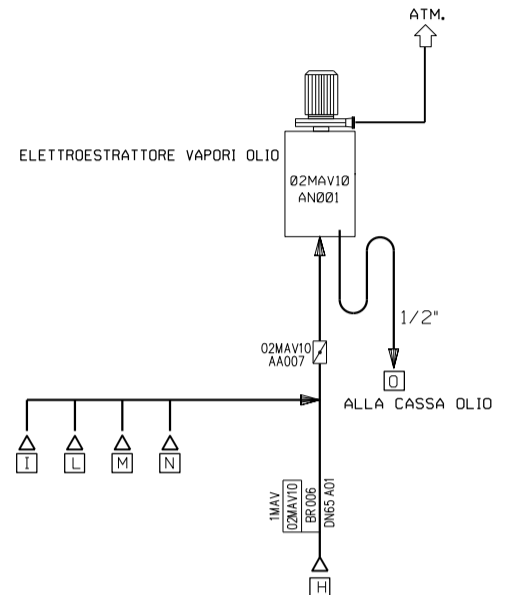 ATM.
ELETTROESTRATTORE VAPORI OLIO
02MAV10
AN001
1/2"
02MAV10
AA007
O
ALLA CASSA OLIO
I
L
M
N
1MAV
02MAV10
BR006
DN65 A01
H